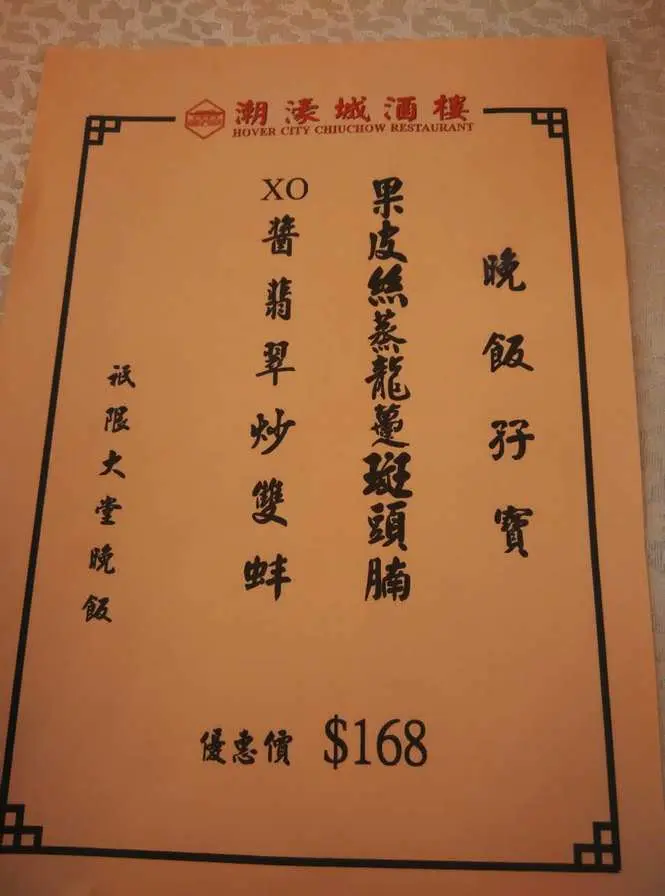 潮濠城酒樓
HOVER CITY CHIUCHOW RESTAURANT
晚飯孖寶
果皮絲蒸龍躉斑頭腩
XO醬翡翠炒雙蚌
祇限大堂晚飯
優惠價 $168